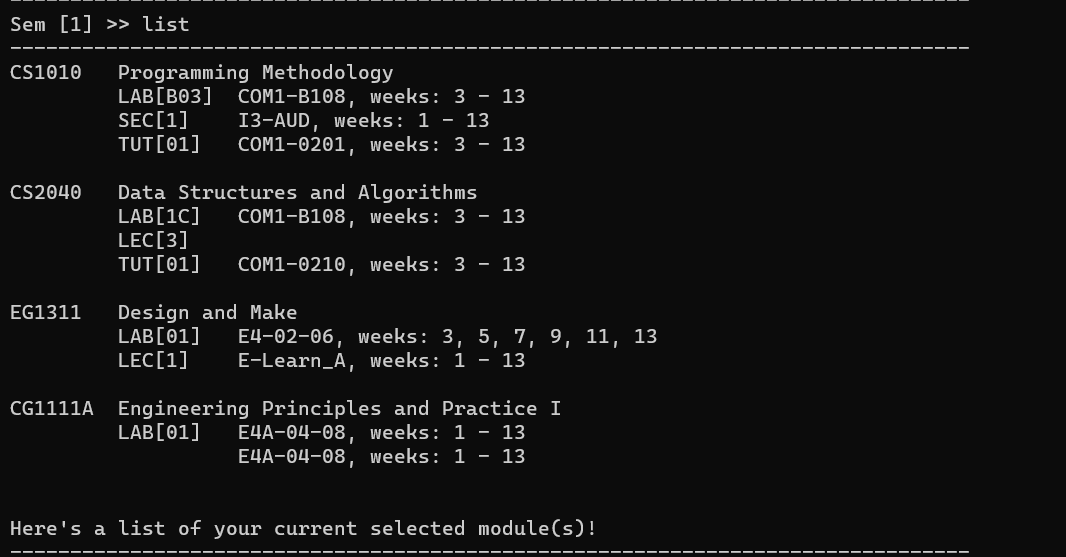 --------------------------------------------------------------------------------
Sem [1] >> list
--------------------------------------------------------------------------------
CS1010   Programming Methodology
         LAB[B03]  COM1-B108, weeks: 3 - 13
         SEC[1]    I3-AUD, weeks: 1 - 13
         TUT[01]   COM1-0201, weeks: 3 - 13

CS2040   Data Structures and Algorithms
         LAB[1C]   COM1-B108, weeks: 3 - 13
         LEC[3]
         TUT[01]   COM1-0210, weeks: 3 - 13

EG1311   Design and Make
         LAB[01]   E4-02-06, weeks: 3, 5, 7, 9, 11, 13
         LEC[1]    E-Learn_A, weeks: 1 - 13

CG1111A  Engineering Principles and Practice I
         LAB[01]   E4A-04-08, weeks: 1 - 13
                   E4A-04-08, weeks: 1 - 13


Here's a list of your current selected module(s)!
--------------------------------------------------------------------------------